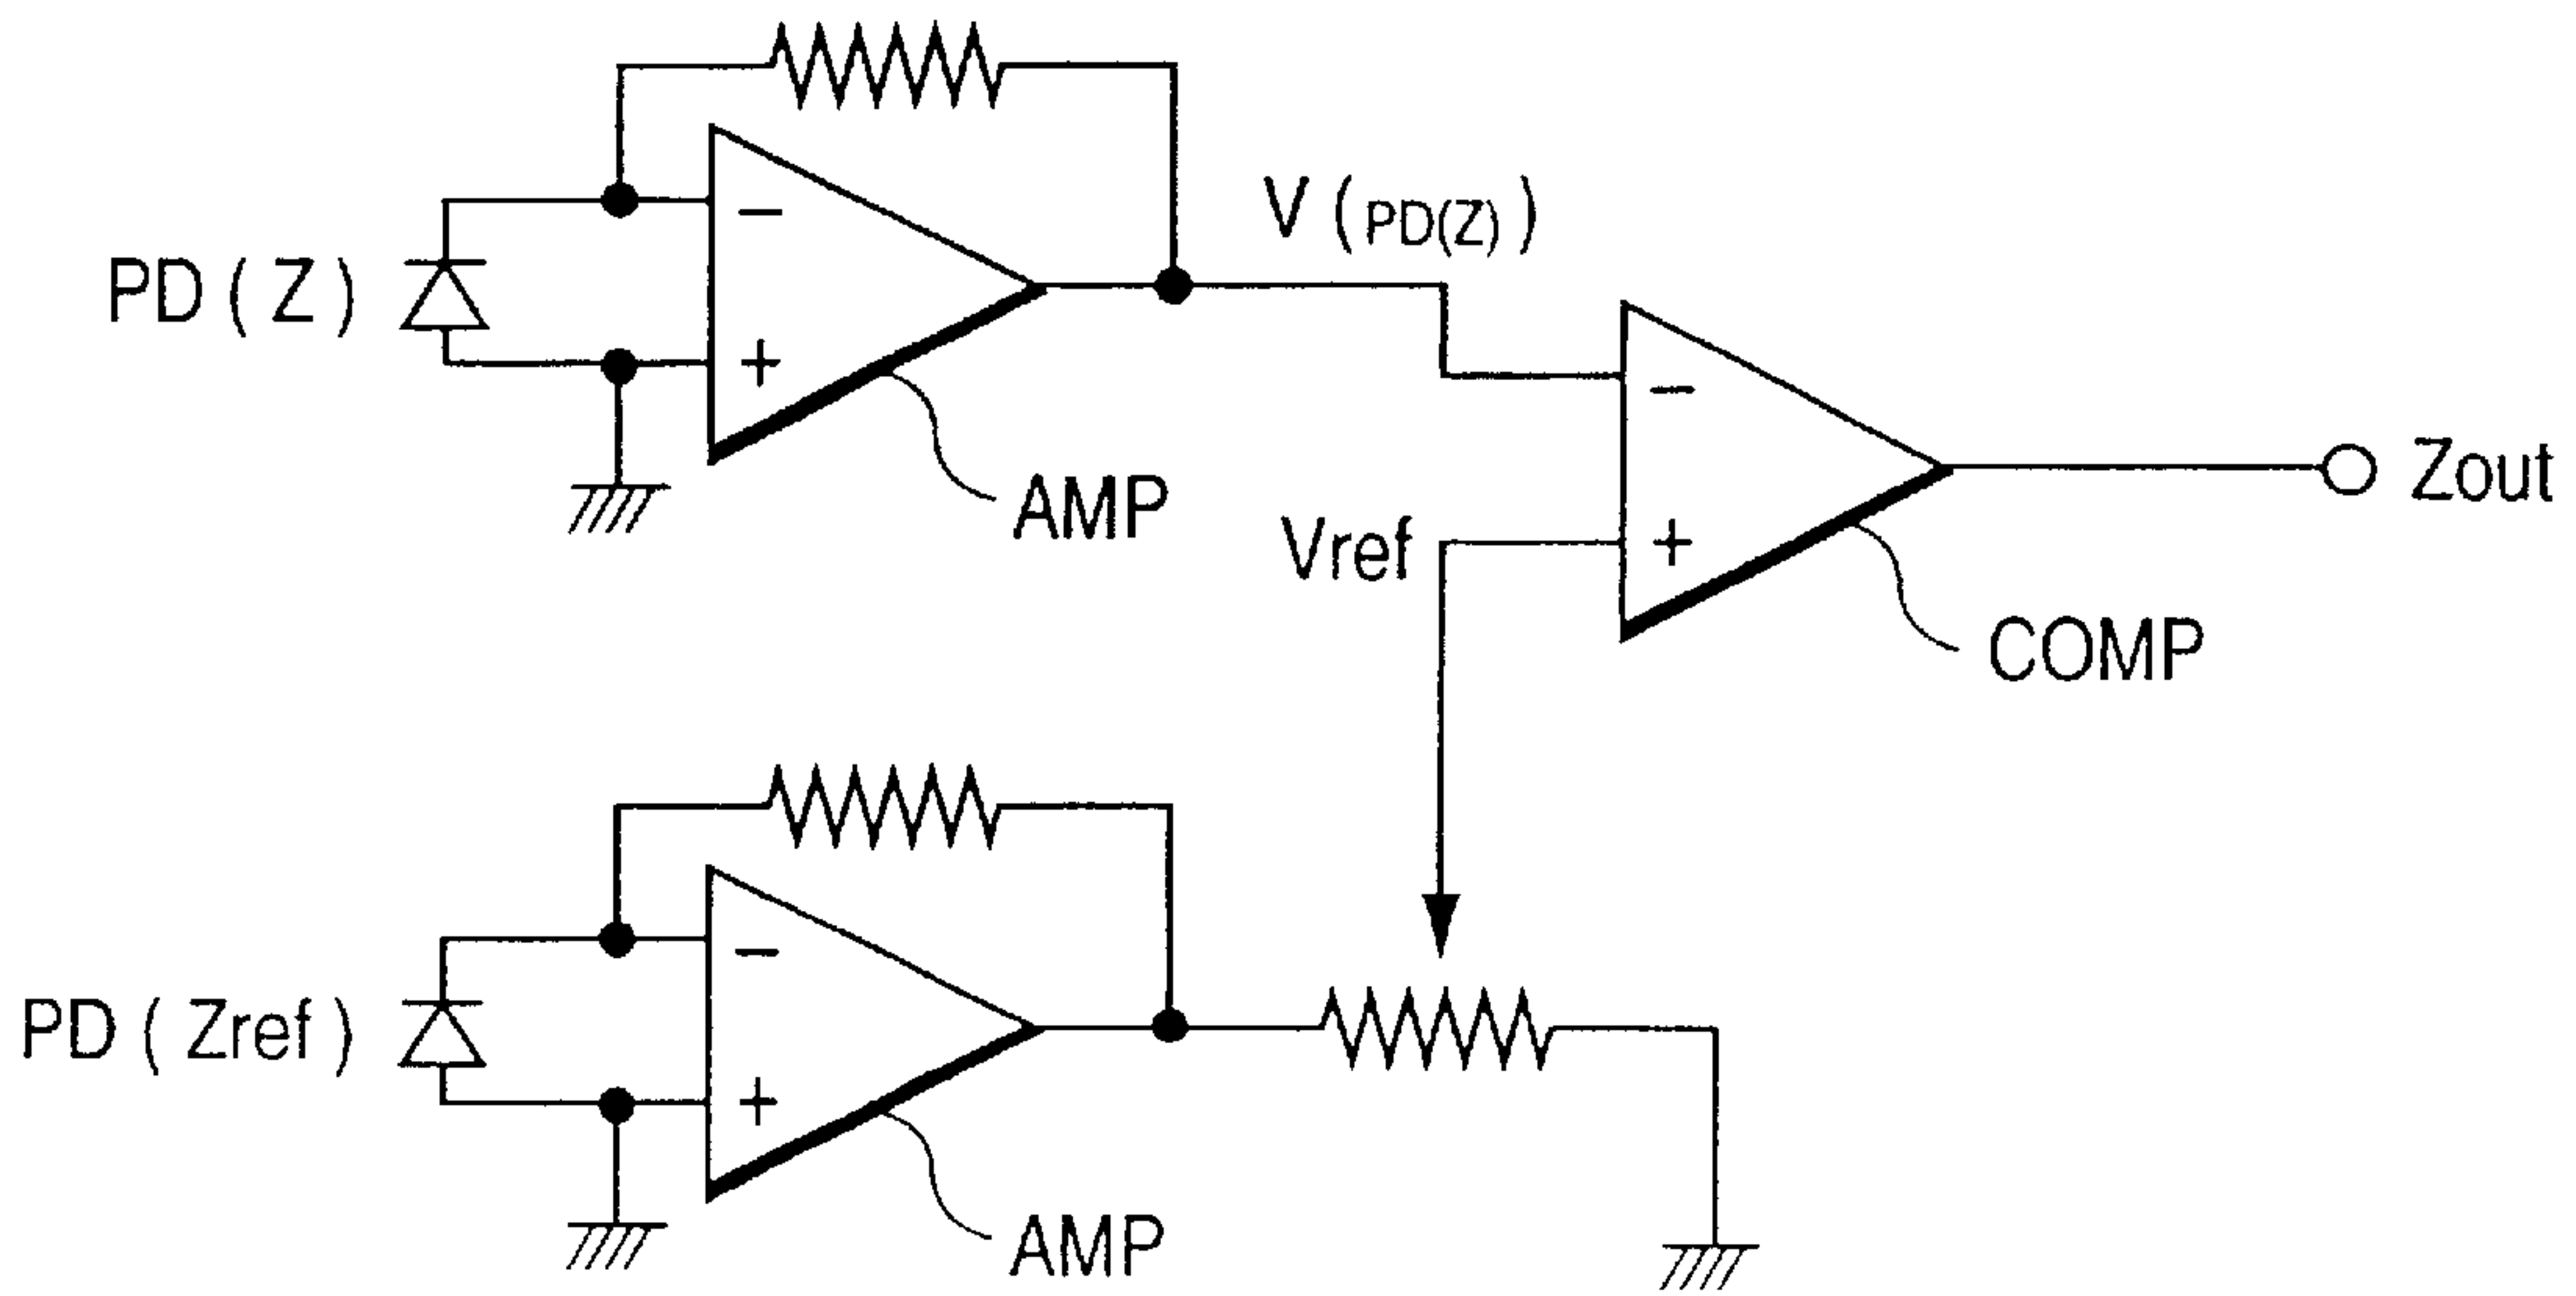 V (PD(Z))
PD ( Z )
−
+
AMP
−
+
Zout
Vref
COMP
PD ( Zref )
−
+
AMP